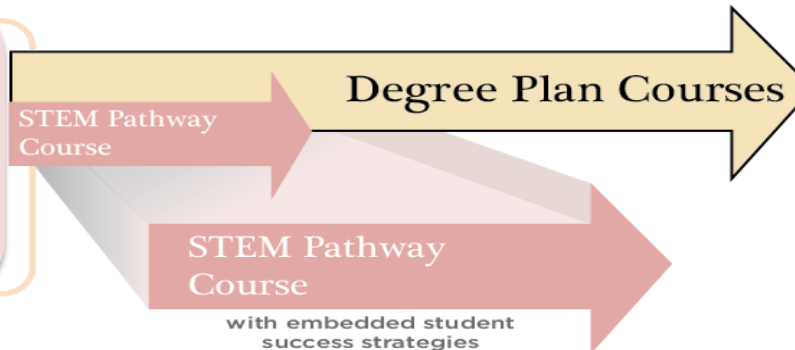 Degree Plan Courses
STEM Pathway
Course
STEM Pathway
Course
with embedded student
success strategies